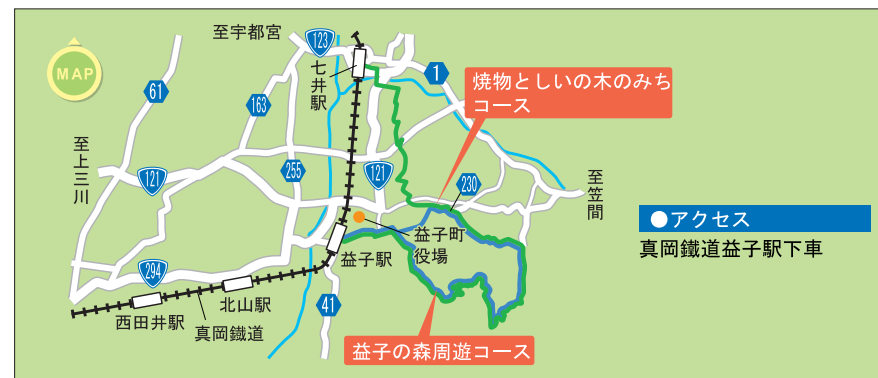 至宇都宮
123
MAP
七井駅
1
焼物としいの木のみち
コース
61
163
至上三川
121
255
121
230
至笠間
●アクセス
真岡鐵道益子駅下車
益子町
役場
益子駅
294
北山駅
41
西田井駅
真岡鐵道
益子の森周遊コース